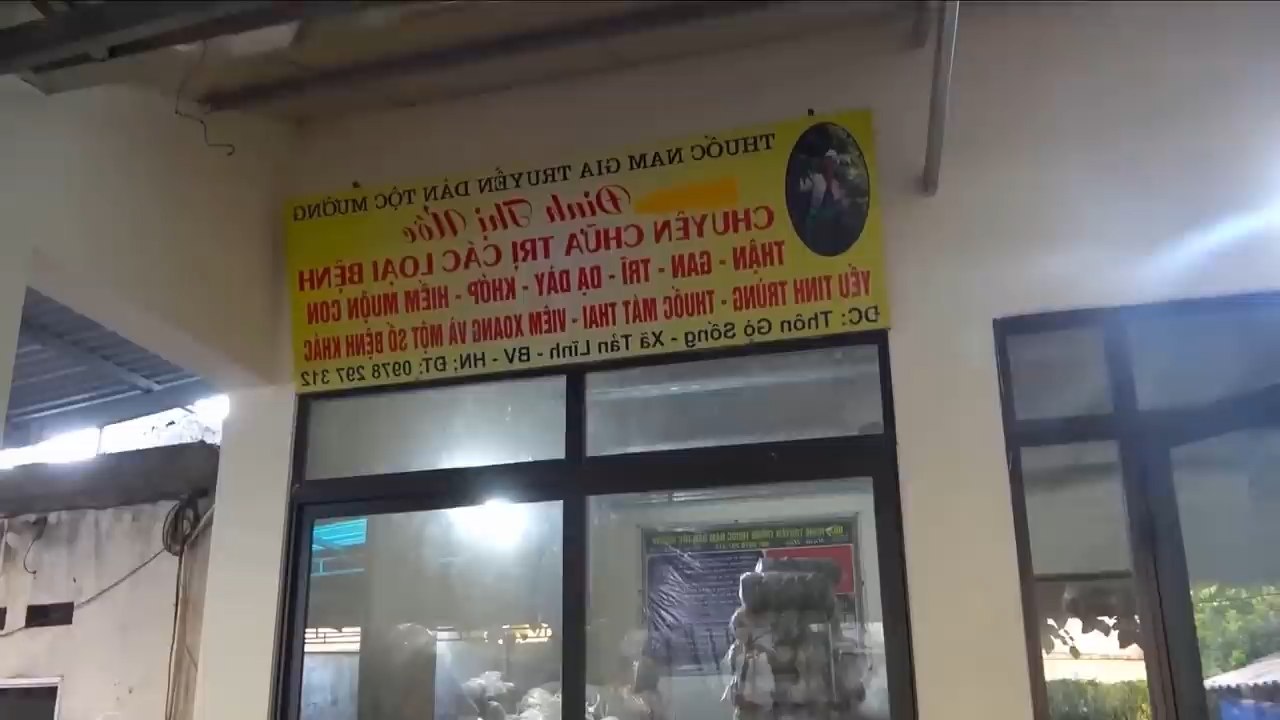 THUỐC NAM GIA TRUYỀN DÂN TỘC MƯỜNG
Đinh Thị Hốc
CHUYÊN CHỮA TRỊ CÁC LOẠI BỆNH
THẬN - GAN - TRĨ - DẠ DÀY - KHỚP - HIẾM MUỘN CON
YẾU TINH TRÙNG - THUỐC MÁT THAI - VIÊM XOANG VÀ MỘT SỐ BỆNH KHÁC
ĐC: Thôn Gò Sống - Xã Tản Lĩnh - BV - HN; ĐT: 0978 297 312